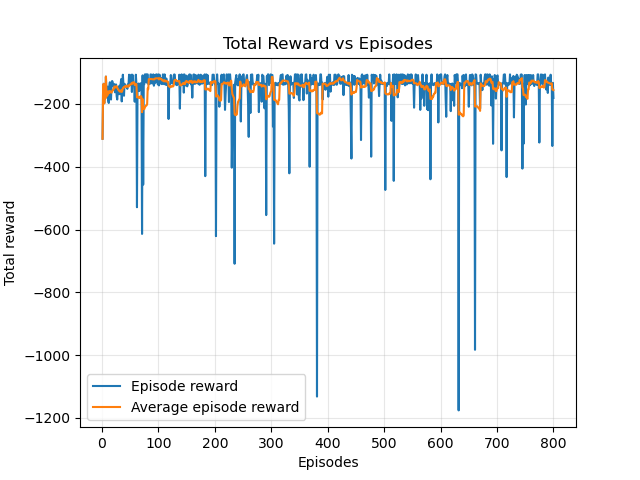 Total Reward vs Episodes
Total reward
−200
−400
−600
−800
−1000
−1200
0 100 200 300 400 500 600 700 800
Episodes
Episode reward
Average episode reward